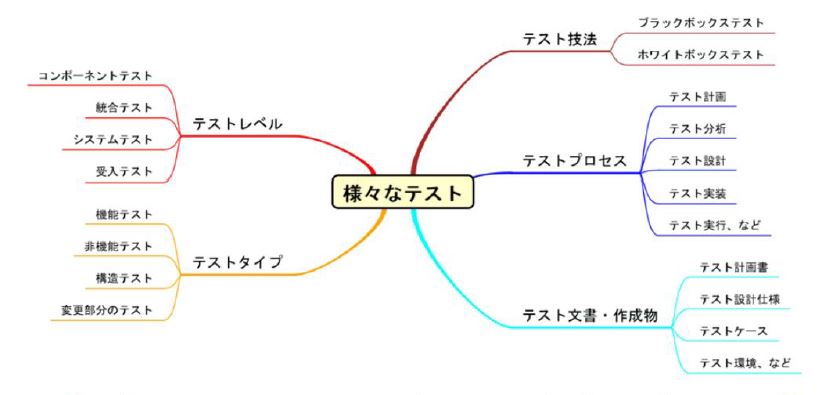 様々なテスト
テスト技法
ブラックボックステスト
ホワイトボックステスト
テストプロセス
テスト計画
テスト分析
テスト設計
テスト実装
テスト実行、など
テスト文書・作成物
テスト計画書
テスト設計仕様
テストケース
テスト環境、など
テストレベル
コンポーネントテスト
統合テスト
システムテスト
受入テスト
テストタイプ
機能テスト
非機能テスト
構造テスト
変更部分のテスト